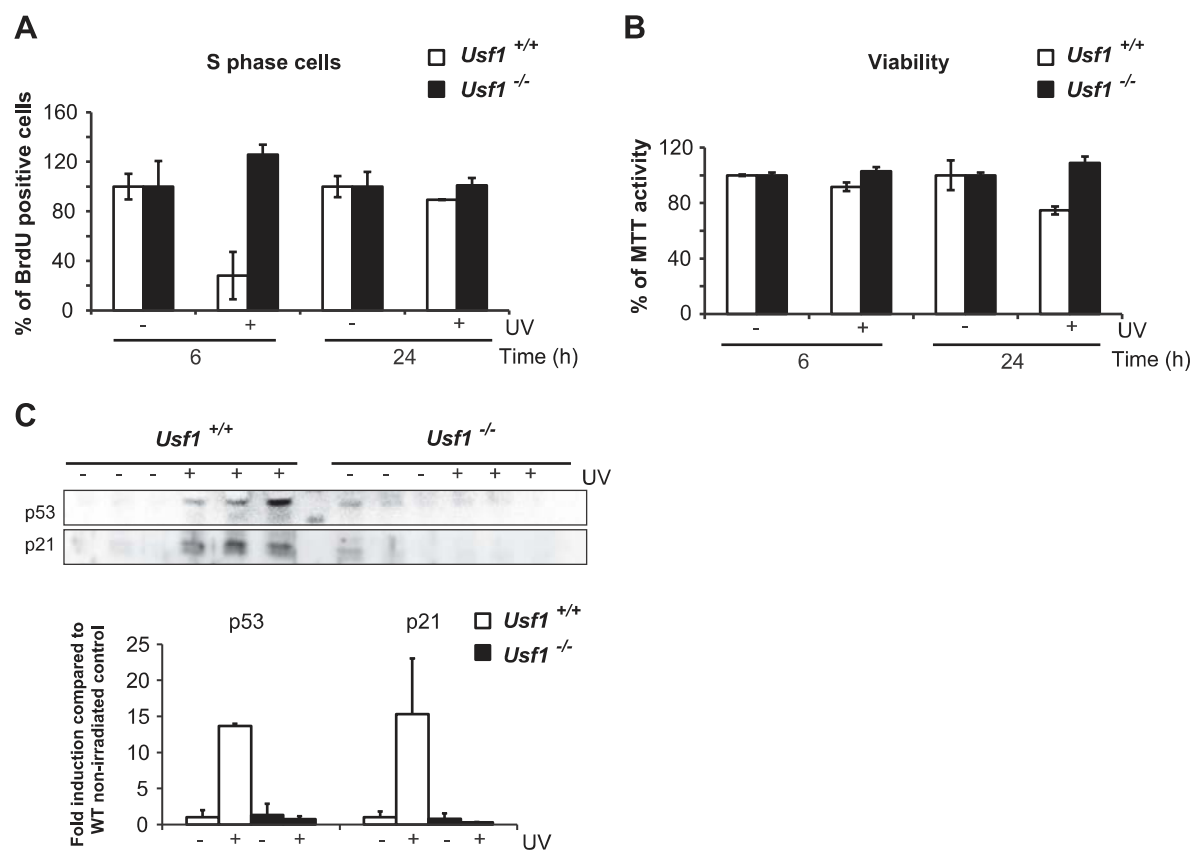 A
S phase cells
Usf1 +/+
Usf1 -/-
% of BrdU positive cells
160
120
80
40
0
- + - + UV
6 24 Time (h)
B
Viability
Usf1 +/+
Usf1 -/-
% of MTT activity
120
80
40
0
- + - + UV
6 24 Time (h)
C
Usf1 +/+ Usf1 -/-
- - - + + + - - - + + + UV
p53
p21
p53 p21
Usf1 +/+
Usf1 -/-
Fold induction compared to
WT non-irradiated control
25
20
15
10
5
0
- + - + - + - + UV